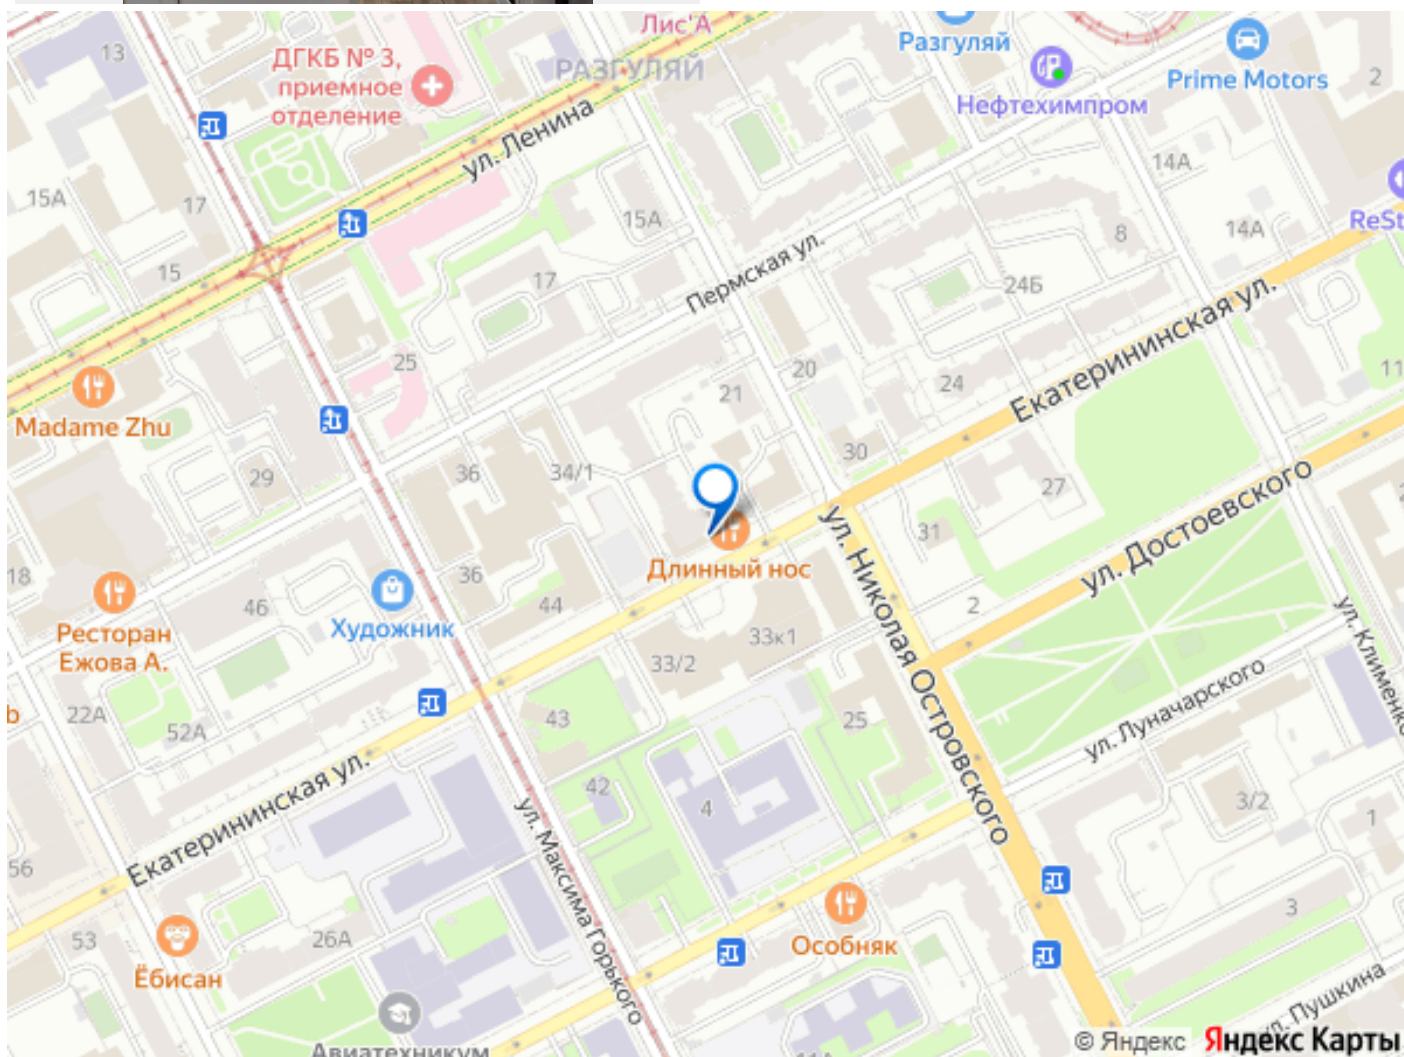 Лис'А
13
ДГКБ № 3,
приемное
отделение
РАЗГУЛЯЙ
Разгуляй
Нефтехимпром
Prime Motors
2
ул. Ленина
15А
17
15А
14А
8
14А
ReSt
15
17
Пермская ул.
24Б
Екатерининская ул.
25
20
21
24
11
Madame Zhu
29
36
34/1
30
27
31
ул. Достоевского
ул. Николая Островского
Длинный нос
18
36
44
46
Художник
33к1
2
Ресторан
Ежова А.
33/2
ул. Клименко
ул. Луначарского
b
22А
52А
43
25
Екатерининская ул.
42
4
3/2
1
ул. Максима Горького
56
53
26А
Ёбисан
Особняк
3
ул. Пушкина
Авиатехникум
11А
© Яндекс Яндекс Карты